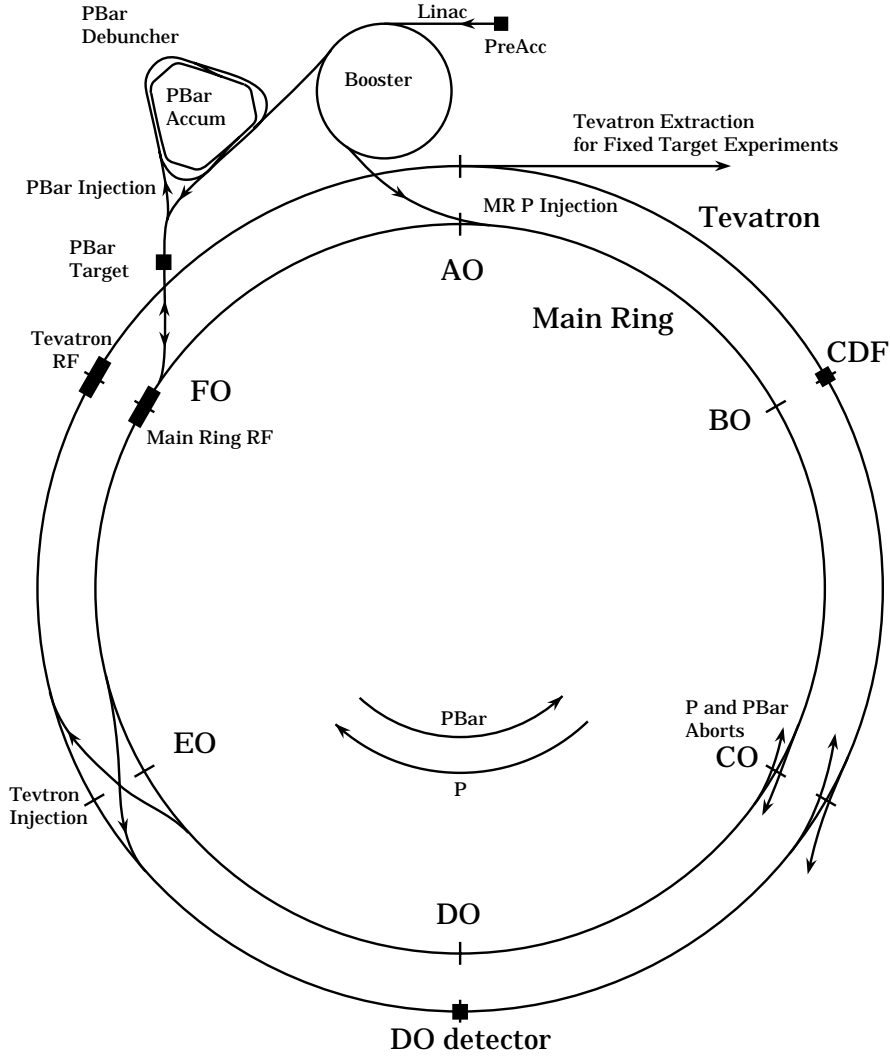 PBar
Debuncher
Linac
PreAcc
Booster
PBar
Accum
Tevatron Extraction
for Fixed Target Experiments
PBar Injection
MR P Injection
Tevatron
PBar
Target
AO
Main Ring
Tevatron
RF
CDF
FO
BO
Main Ring RF
PBar
P and PBar
Aborts
EO
CO
P
Tevtron
Injection
DO
DO detector